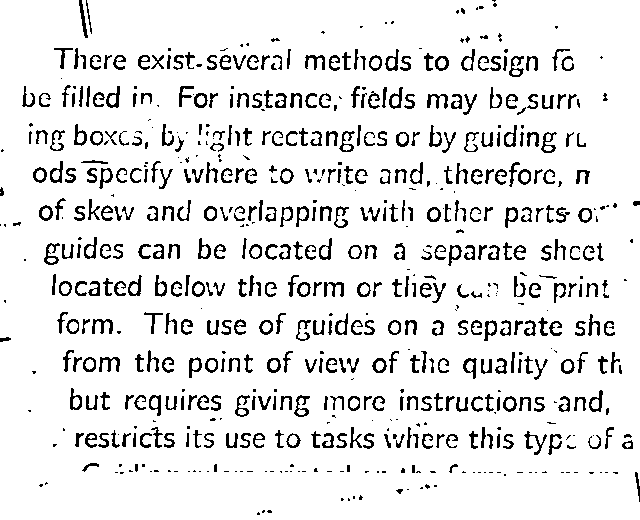 There exist several methods to design
be filled in. For instance, fields may be
ing boxes, by light rectangles or by guiding
ods specify where to write and, therefore,
of skew and overlapping with other parts
guides can be located on a separate sheet
located below the form or they can be print
form. The use of guides on a separate she
from the point of view of the quality of th
but requires giving more instructions and,
restricts its use to tasks where this type of a